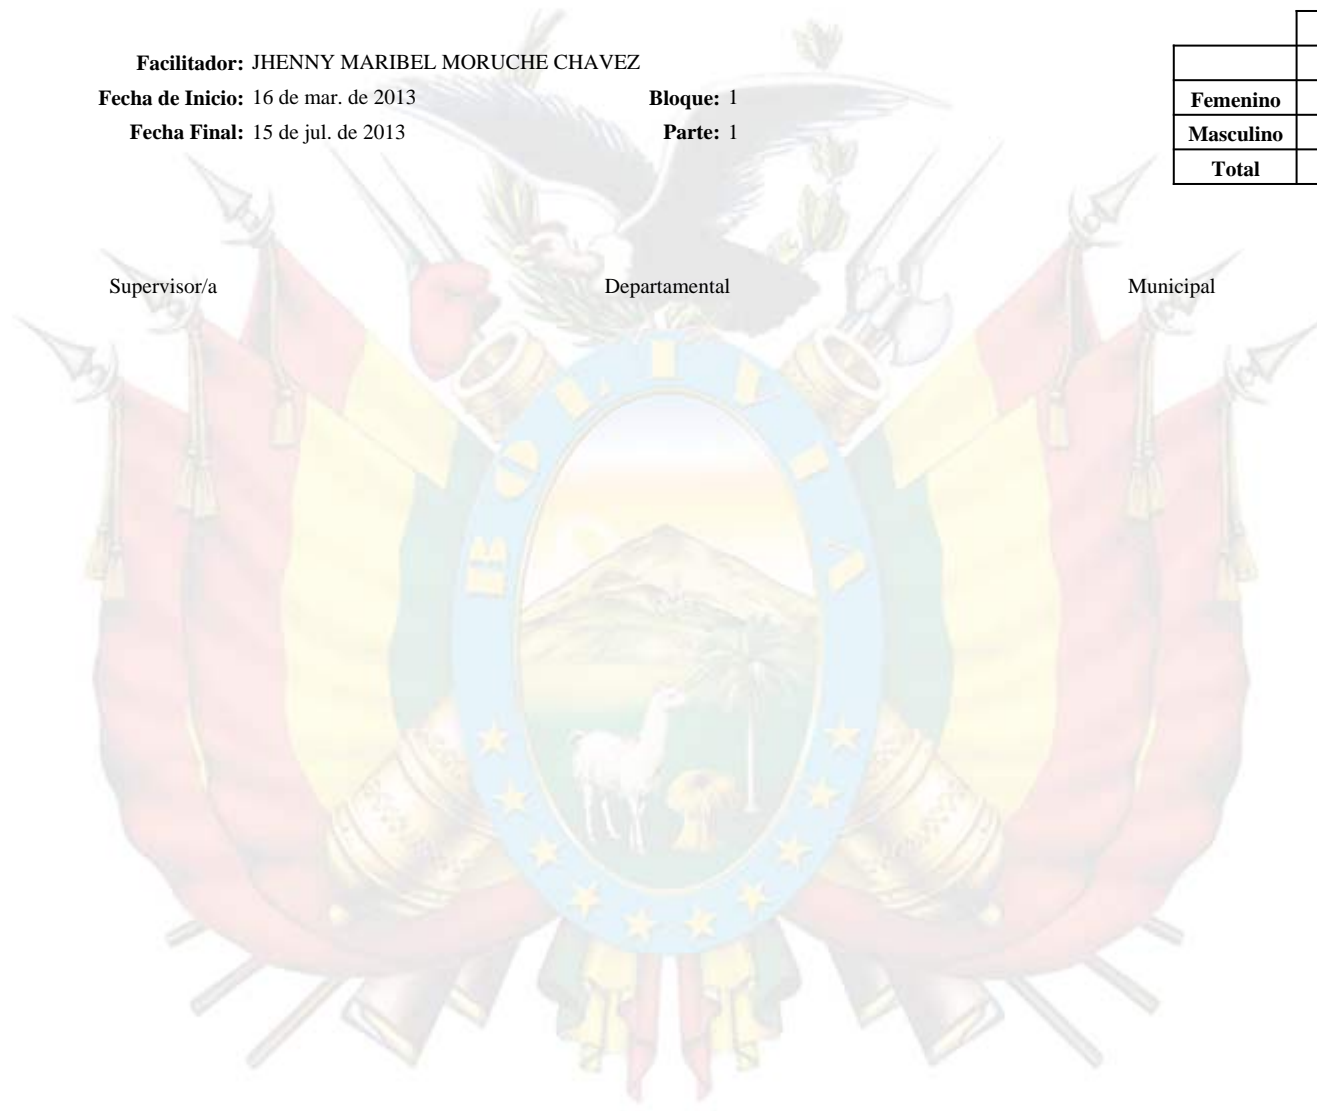 Facilitador: JHENNY MARIBEL MORUCHE CHAVEZ
Fecha de Inicio: 16 de mar. de 2013 Bloque: 1
Fecha Final: 15 de jul. de 2013 Parte: 1
Femenino
Masculino
Total
Supervisor/a Departamental Municipal
BOLIVIA